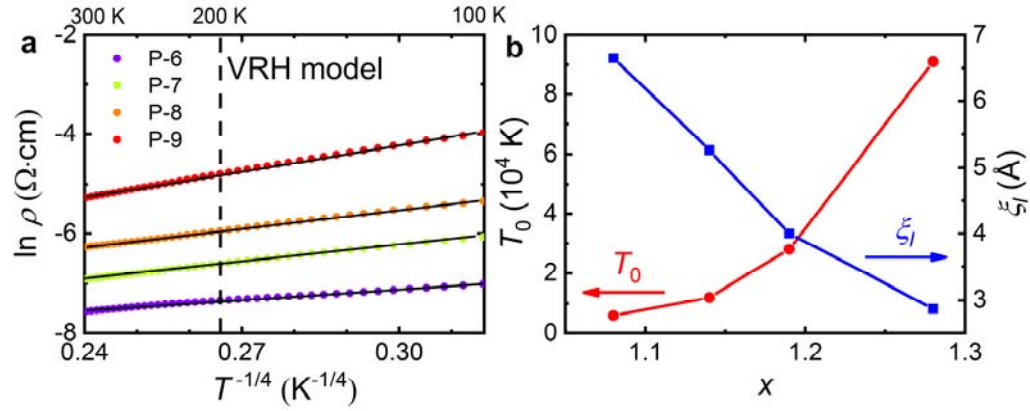 300 K 200 K 100 K
a
-2
-4
-6
-8
ln ρ (Ω·cm)
P-6
P-7
P-8
P-9
VRH model
0.24 0.27 0.30
T⁻¹/⁴ (K⁻¹/⁴)
b
10
8
6
4
2
0
T₀ (10⁴ K)
T₀
ξₗ
7
6
5
4
3
ξₗ (Å)
1.1 1.2 1.3
x